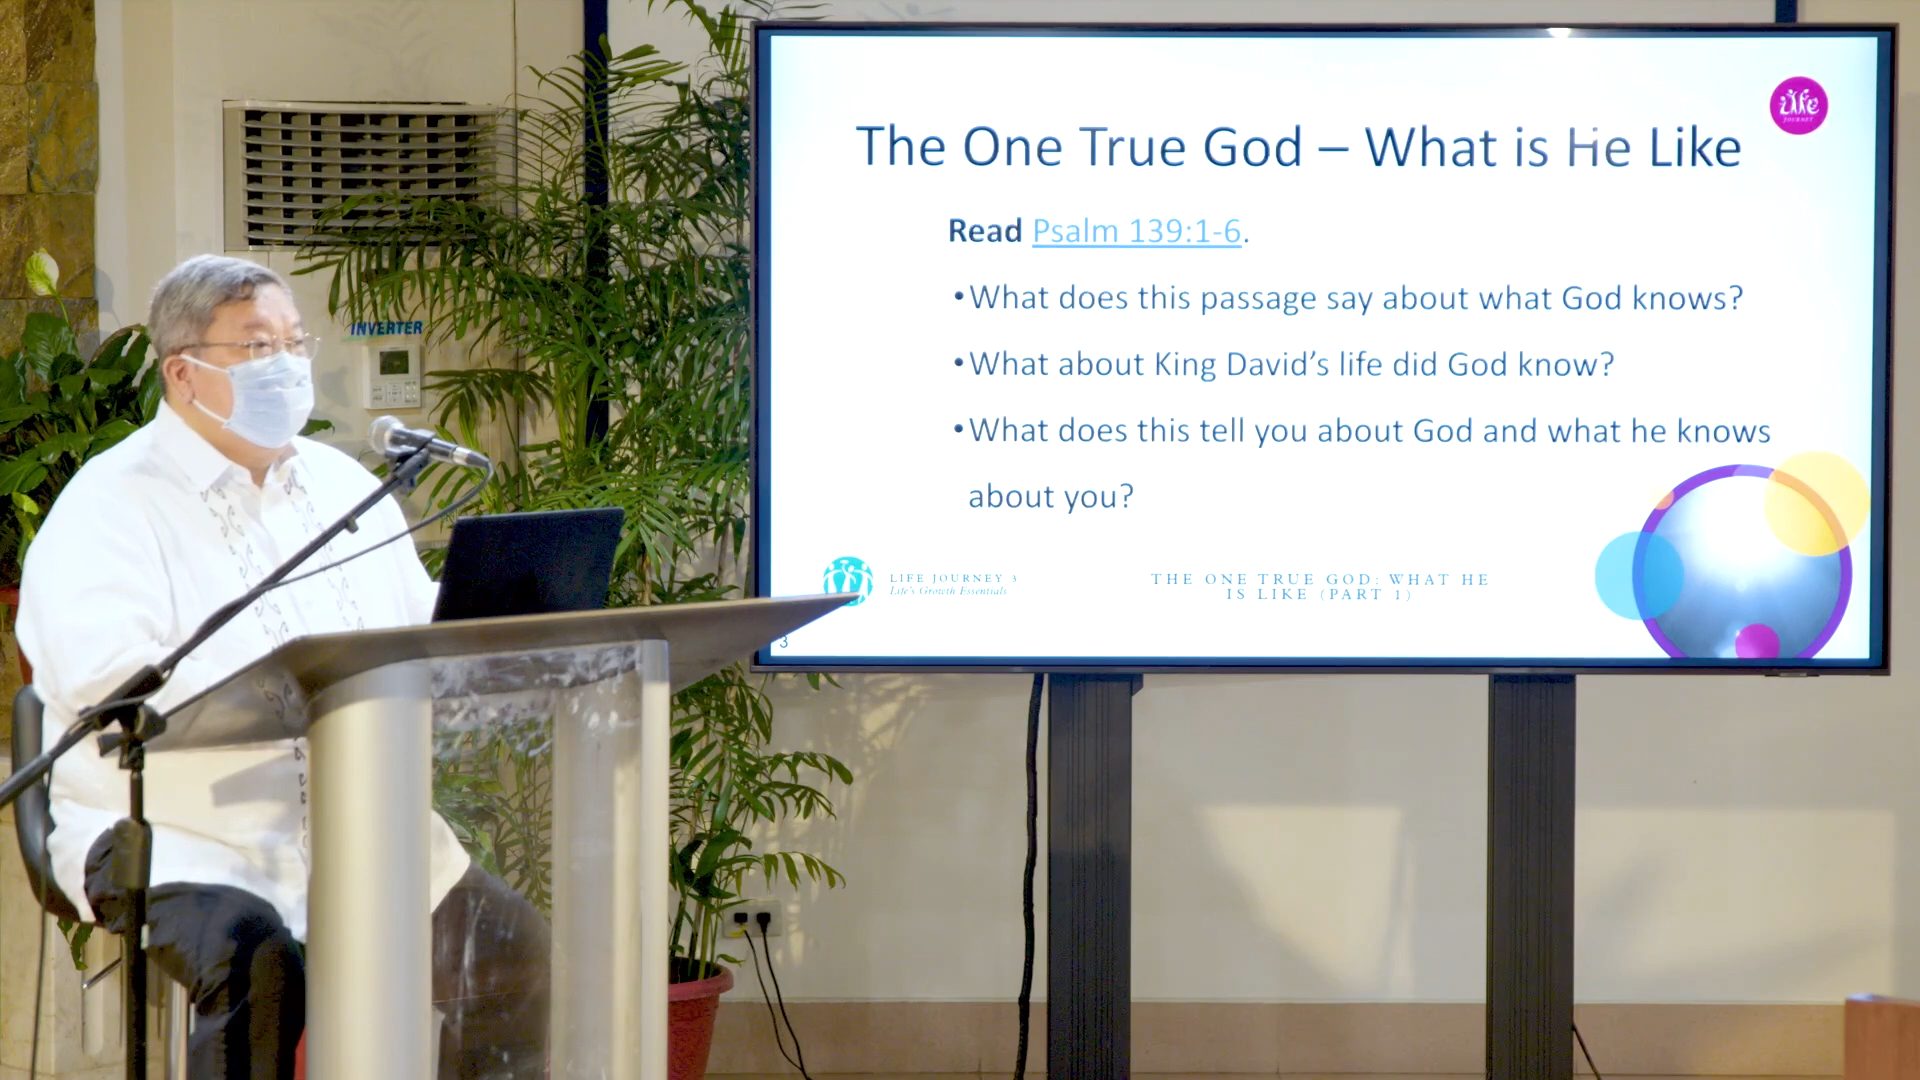 Life
JOURNEY
The One True God – What is He Like
Read Psalm 139:1-6.
•What does this passage say about what God knows?
•What about King David’s life did God know?
•What does this tell you about God and what he knows
about you?
LIFE JOURNEY 3
Life's Growth Essentials
THE ONE TRUE GOD: WHAT HE
IS LIKE (PART 1)
3
INVERTER